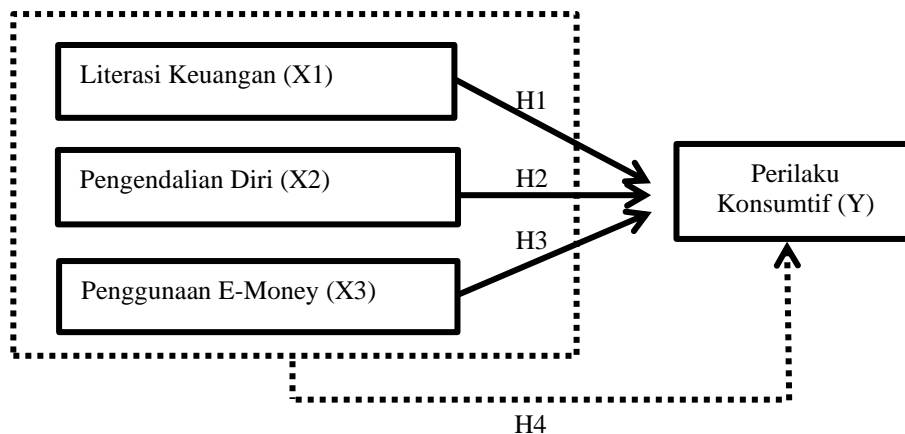 Literasi Keuangan (X1)
H1
Pengendalian Diri (X2)
H2
Perilaku
Konsumtif (Y)
H3
Penggunaan E-Money (X3)
H4